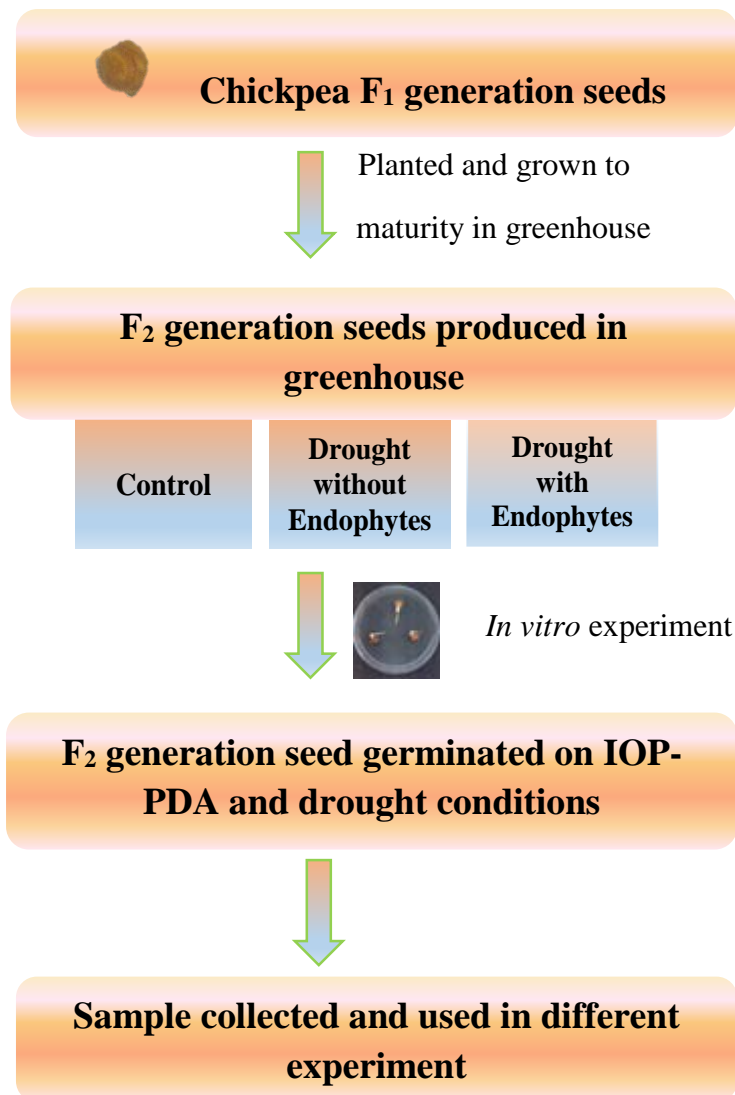 Chickpea F₁ generation seeds
Planted and grown to
maturity in greenhouse
F₂ generation seeds produced in
greenhouse
Control
Drought
without
Endophytes
Drought
with
Endophytes
In vitro experiment
F₂ generation seed germinated on IOP-
PDA and drought conditions
Sample collected and used in different
experiment